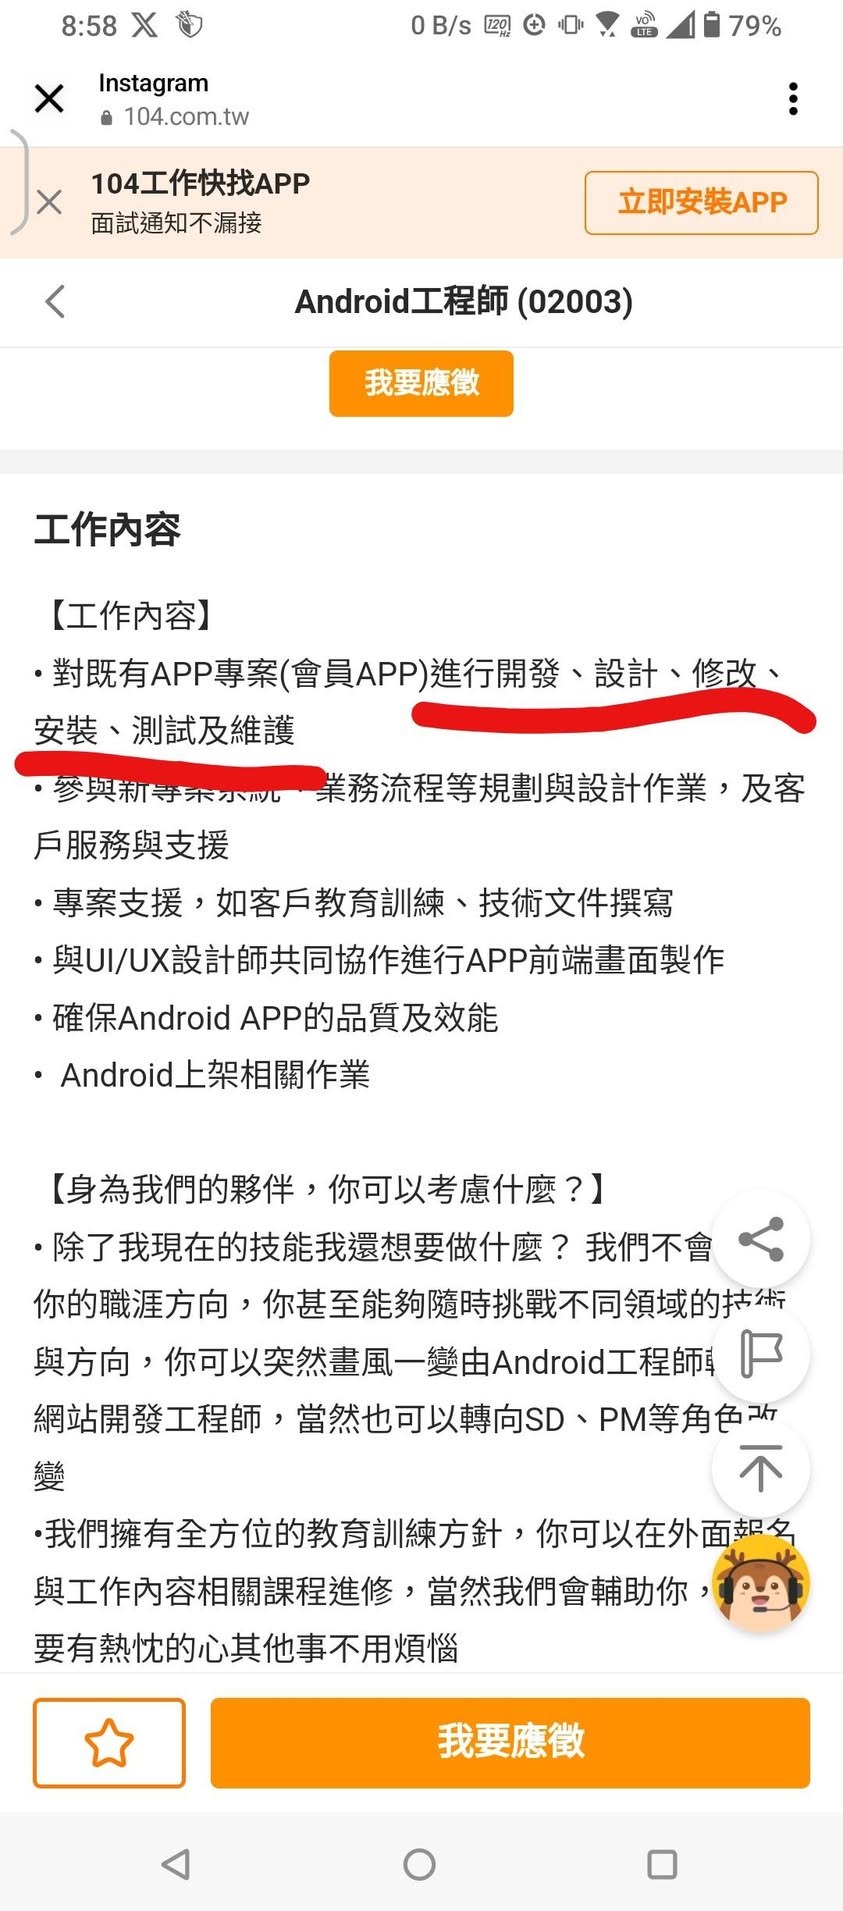 8:58
0 B/s
120 Hz
VO LTE
79%
Instagram
104.com.tw
104工作快找APP
面試通知不漏接
立即安裝APP
Android工程師 (02003)
我要應徵
工作內容
【工作內容】
• 對既有APP專案(會員APP)進行開發、設計、修改、
安裝、測試及維護
• 參與新專案系統、業務流程等規劃與設計作業，及客
戶服務與支援
• 專案支援，如客戶教育訓練、技術文件撰寫
• 與UI/UX設計師共同協作進行APP前端畫面製作
• 確保Android APP的品質及效能
• Android上架相關作業
【身為我們的夥伴，你可以考慮什麼？】
• 除了我現在的技能我還想要做什麼？ 我們不會
你的職涯方向，你甚至能夠隨時挑戰不同領域的技術
與方向，你可以突然畫風一變由Android工程師
網站開發工程師，當然也可以轉向SD、PM等角色改
變
•我們擁有全方位的教育訓練方針，你可以在外面報名
與工作內容相關課程進修，當然我們會輔助你，
要有熱忱的心其他事不用煩惱
我要應徵